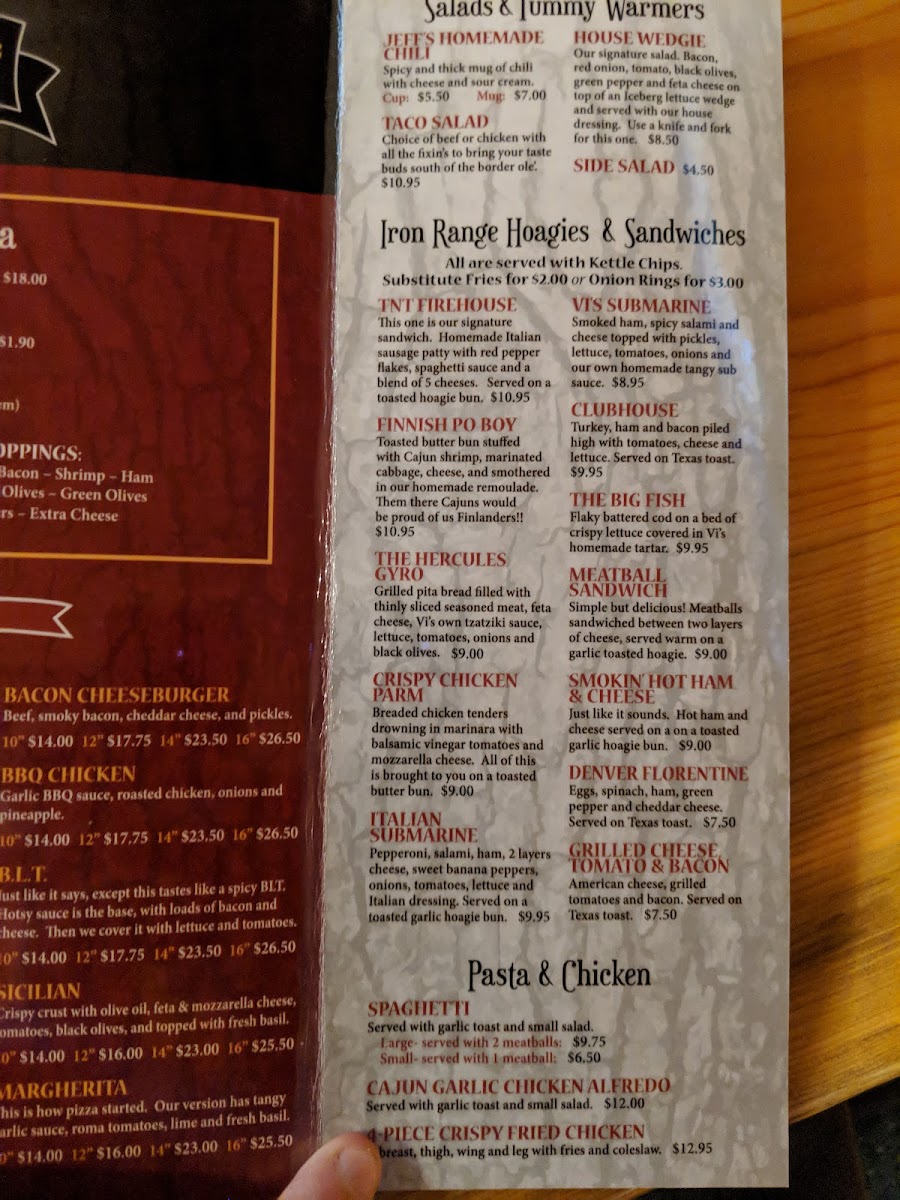 a
$18.00
$1.90
em)
OPPINGS:
Bacon – Shrimp – Ham
Olives – Green Olives
rs – Extra Cheese
BACON CHEESEBURGER
Beef, smoky bacon, cheddar cheese, and pickles.
10" $14.00 12" $17.75 14" $23.50 16" $26.50
BBQ CHICKEN
Garlic BBQ sauce, roasted chicken, onions and
pineapple.
10" $14.00 12" $17.75 14" $23.50 16" $26.50
B.L.T.
Just like it says, except this tastes like a spicy BLT.
Hotsy sauce is the base, with loads of bacon and
cheese. Then we cover it with lettuce and tomatoes.
0" $14.00 12" $17.75 14" $23.50 16" $26.50
SICILIAN
Crispy crust with olive oil, feta & mozzarella cheese,
omatoes, black olives, and topped with fresh basil.
0" $14.00 12" $16.00 14" $23.00 16" $25.50
MARGHERITA
This is how pizza started. Our version has tangy
arlic sauce, roma tomatoes, lime and fresh basil.
0" $14.00 12" $16.00 14" $23.00 16" $25.50
Salads & Tummy Warmers
JEFF'S HOMEMADE
CHILI
Spicy and thick mug of chili
with cheese and sour cream.
Cup: $5.50 Mug: $7.00
TACO SALAD
Choice of beef or chicken with
all the fixin's to bring your taste
buds south of the border ole'.
$10.95
HOUSE WEDGIE
Our signature salad. Bacon,
red onion, tomato, black olives,
green pepper and feta cheese on
top of an Iceberg lettuce wedge
and served with our house
dressing. Use a knife and fork
for this one. $8.50
SIDE SALAD $4.50
Iron Range Hoagies & Sandwiches
All are served with Kettle Chips.
Substitute Fries for $2.00 or Onion Rings for $3.00
TNT FIREHOUSE
This one is our signature
sandwich. Homemade Italian
sausage patty with red pepper
flakes, spaghetti sauce and a
blend of 5 cheeses. Served on a
toasted hoagie bun. $10.95
FINNISH PO BOY
Toasted butter bun stuffed
with Cajun shrimp, marinated
cabbage, cheese, and smothered
in our homemade remoulade.
Them there Cajuns would
be proud of us Finlanders!!
$10.95
THE HERCULES
GYRO
Grilled pita bread filled with
thinly sliced seasoned meat, feta
cheese, Vi's own tzatziki sauce,
lettuce, tomatoes, onions and
black olives. $9.00
CRISPY CHICKEN
PARM
Breaded chicken tenders
drowning in marinara with
balsamic vinegar tomatoes and
mozzarella cheese. All of this
is brought to you on a toasted
butter bun. $9.00
ITALIAN
SUBMARINE
Pepperoni, salami, ham, 2 layers
cheese, sweet banana peppers,
onions, tomatoes, lettuce and
Italian dressing. Served on a
toasted garlic hoagie bun. $9.95
VI'S SUBMARINE
Smoked ham, spicy salami and
cheese topped with pickles,
lettuce, tomatoes, onions and
our own homemade tangy sub
sauce. $8.95
CLUBHOUSE
Turkey, ham and bacon piled
high with tomatoes, cheese and
lettuce. Served on Texas toast.
$9.95
THE BIG FISH
Flaky battered cod on a bed of
crispy lettuce covered in Vi's
homemade tartar. $9.95
MEATBALL
SANDWICH
Simple but delicious! Meatballs
sandwiched between two layers
of cheese, served warm on a
garlic toasted hoagie. $9.00
SMOKIN' HOT HAM
& CHEESE
Just like it sounds. Hot ham and
cheese served on a on a toasted
garlic hoagie bun. $9.00
DENVER FLORENTINE
Eggs, spinach, ham, green
pepper and cheddar cheese.
Served on Texas toast. $7.50
GRILLED CHEESE,
TOMATO & BACON
American cheese, grilled
tomatoes and bacon. Served on
Texas toast. $7.50
Pasta & Chicken
SPAGHETTI
Served with garlic toast and small salad.
Large- served with 2 meatballs: $9.75
Small- served with 1 meatball: $6.50
CAJUN GARLIC CHICKEN ALFREDO
Served with garlic toast and small salad. $12.00
4-PIECE CRISPY FRIED CHICKEN
breast, thigh, wing and leg with fries and coleslaw. $12.95